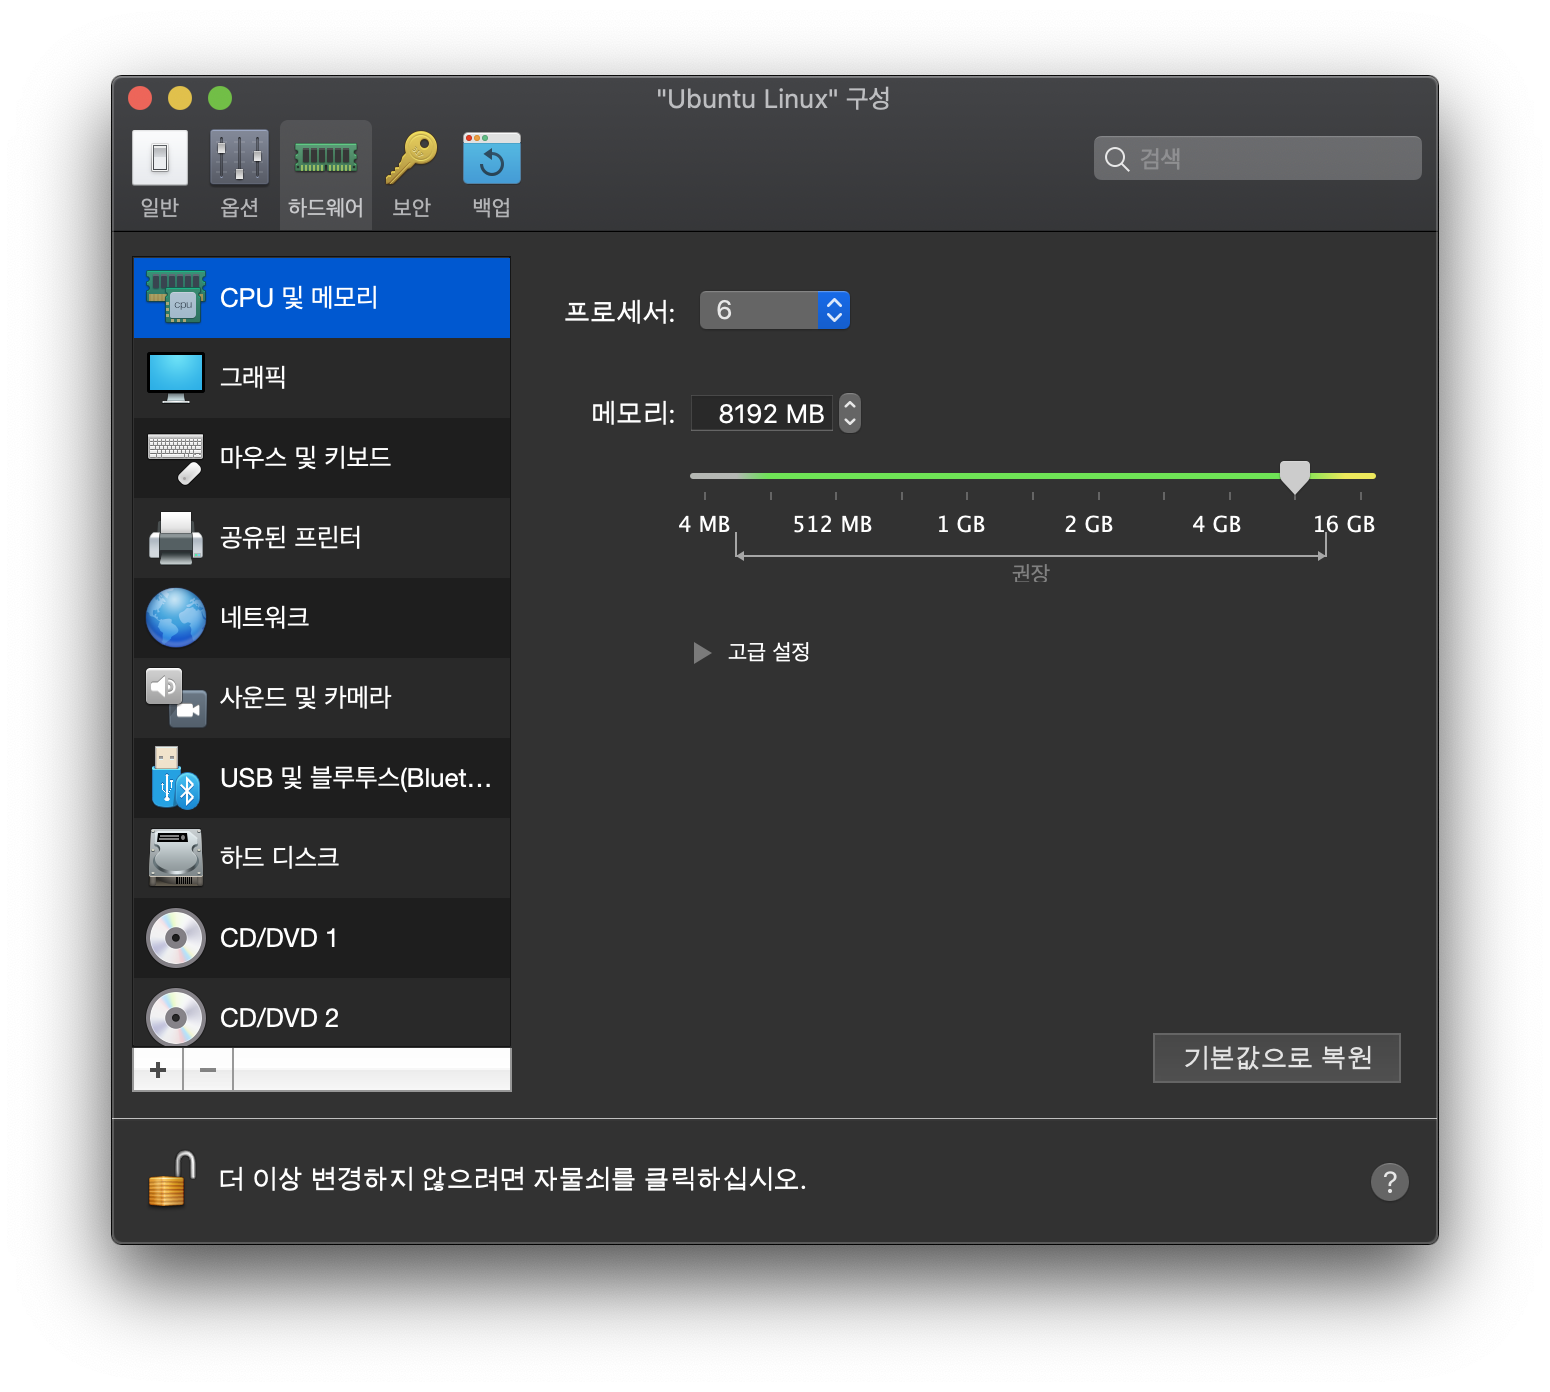 "Ubuntu Linux" 구성
일반
옵션
하드웨어
보안
백업
검색
CPU 및 메모리
cpu
그래픽
마우스 및 키보드
공유된 프린터
네트워크
사운드 및 카메라
USB 및 블루투스(Bluet...
하드 디스크
CD/DVD 1
CD/DVD 2
프로세서: 6
메모리: 8192 MB
4 MB 512 MB 1 GB 2 GB 4 GB 16 GB
권장
고급 설정
기본값으로 복원
더 이상 변경하지 않으려면 자물쇠를 클릭하십시오.
?